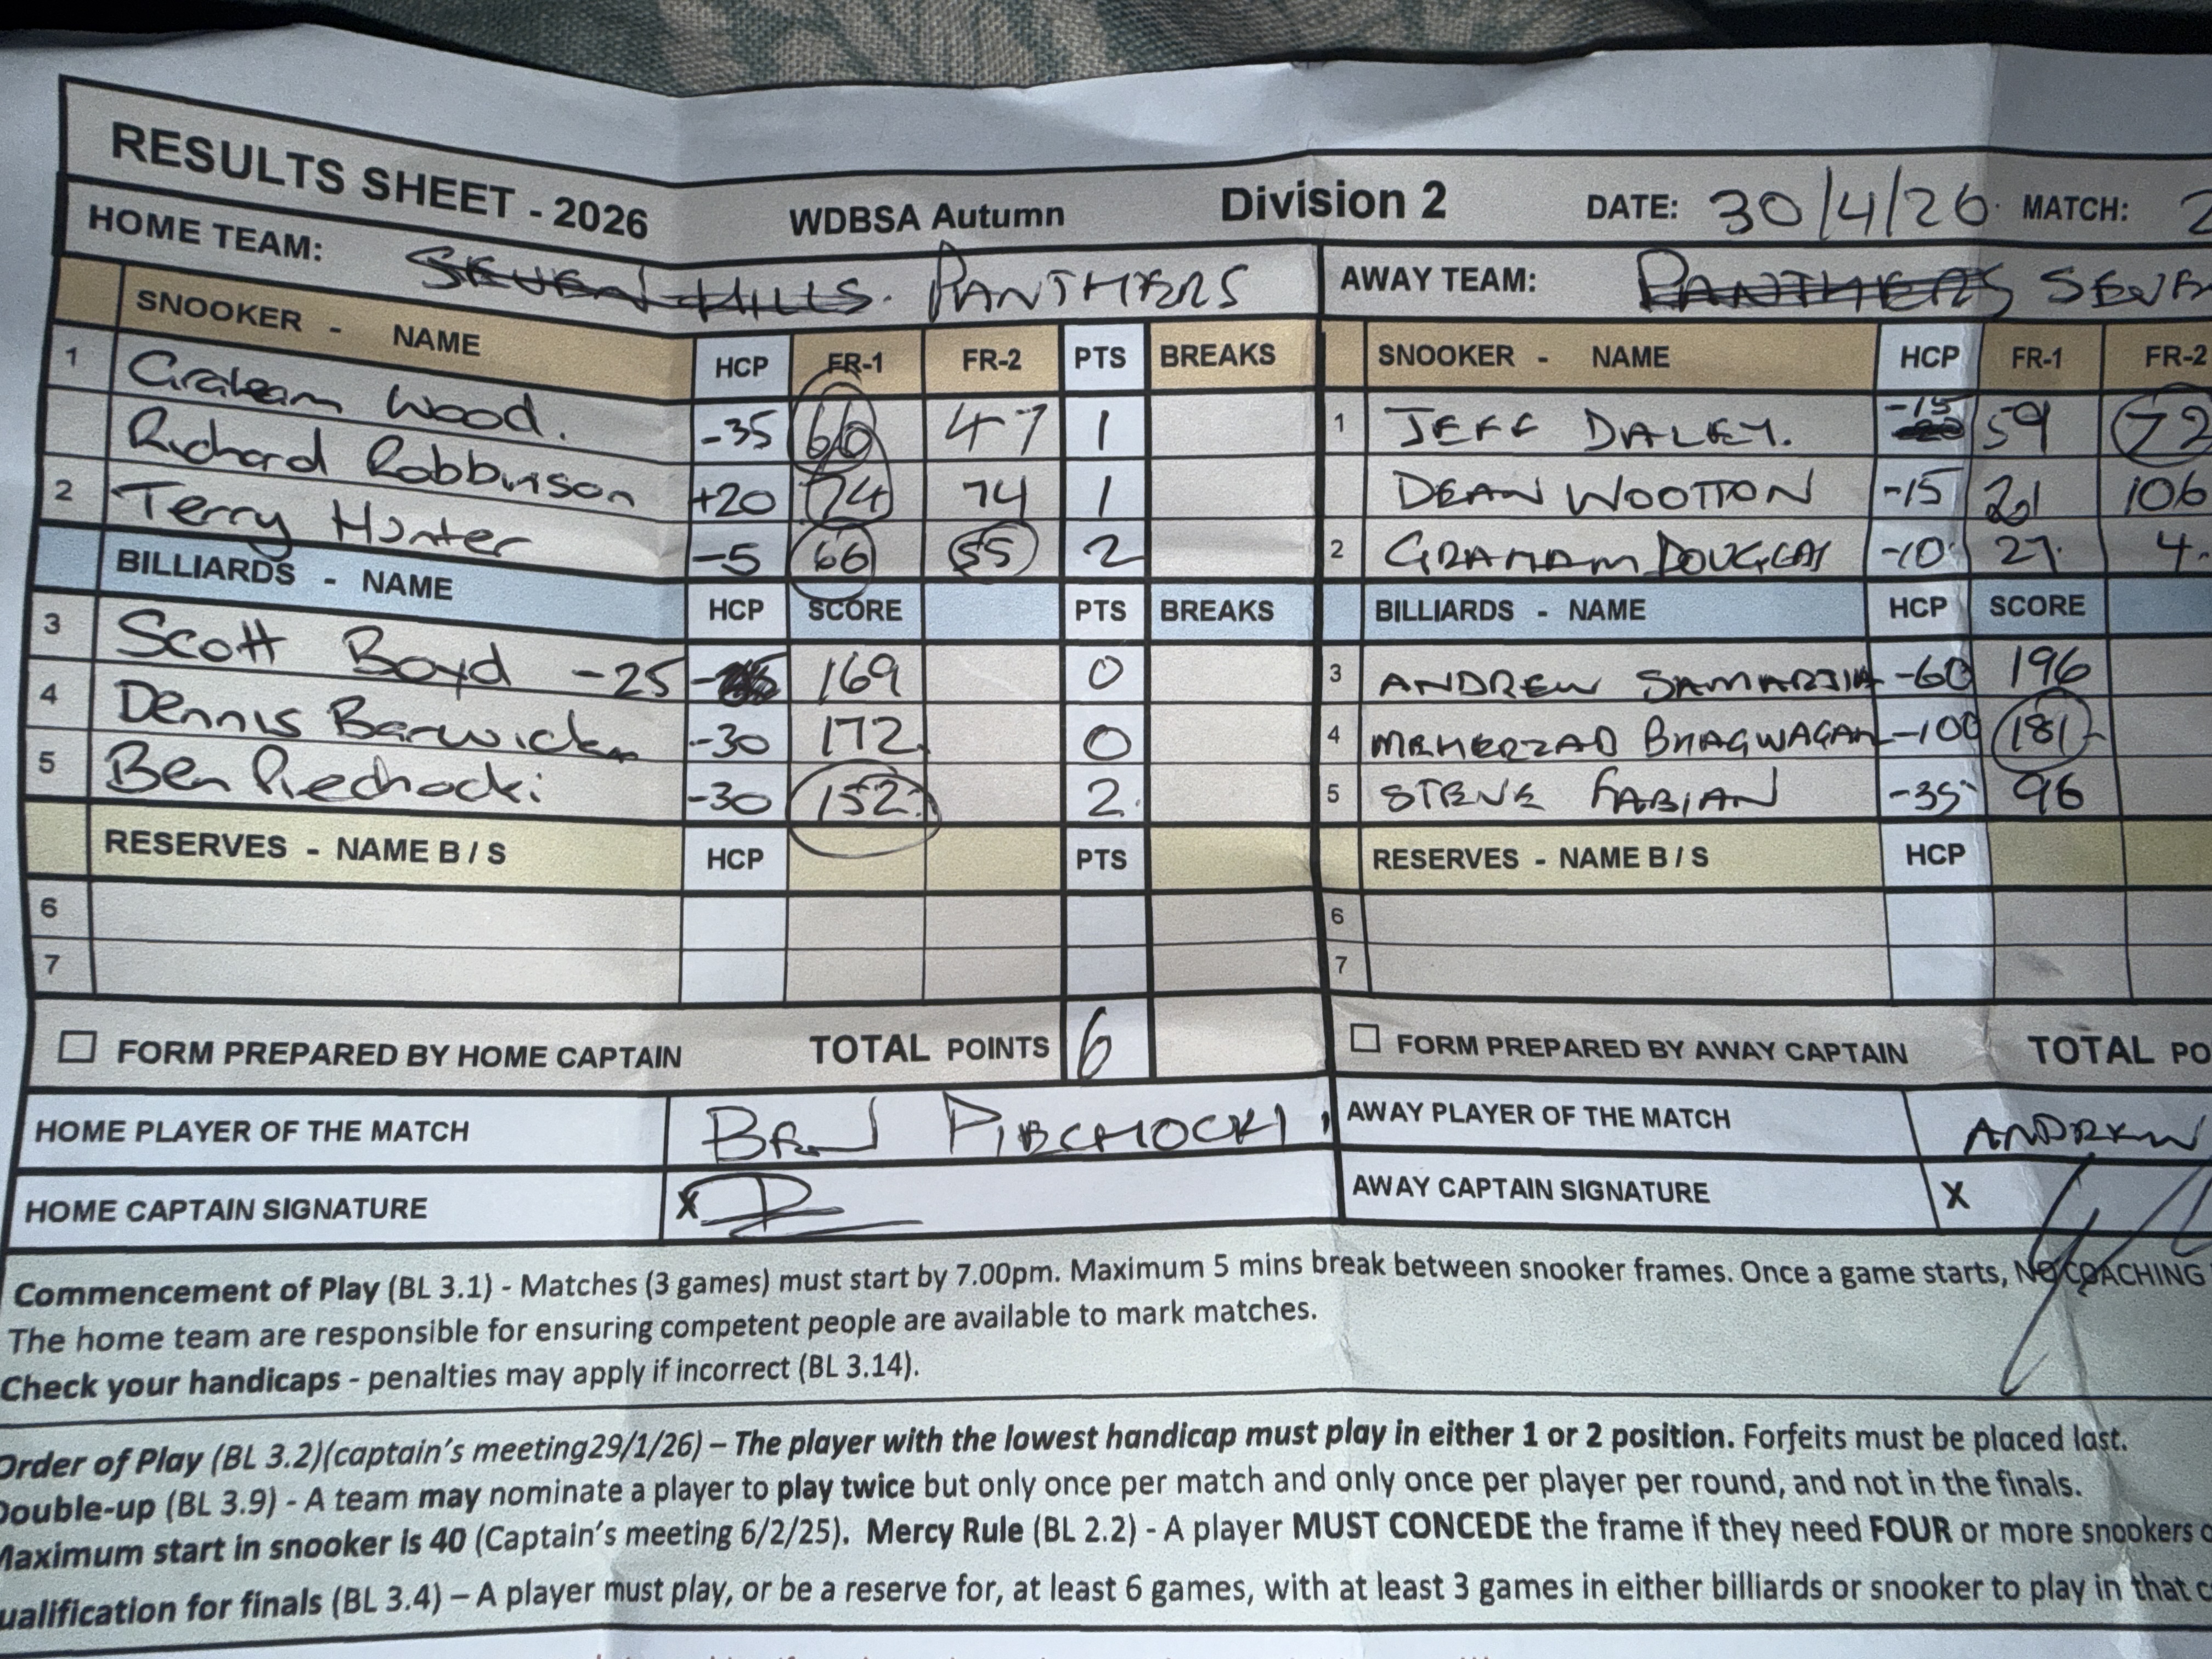 RESULTS SHEET - 2026 WDBSA Autumn Division 2 DATE: 30/4/26 MATCH: 2
HOME TEAM: SEVEN HILLS. PANTHERS AWAY TEAM: PANTHERS SEVE
SNOOKER - NAME HCP FR-1 FR-2 PTS BREAKS SNOOKER - NAME HCP FR-1 FR-2
1 Graham Wood. -35 60 47 1 1 JEFF DALEY. -15 59 72
Richard Robbinson +20 74 74 1 DEAN WOOTTON -15 21 106
2 Terry Hunter -5 66 55 2 2 GRAHAM DOUGLAS -10 27. 4
BILLIARDS - NAME HCP SCORE PTS BREAKS BILLIARDS - NAME HCP SCORE
3 Scott Boyd -25 169 0 3 ANDREW -60 196
4 Dennis Barwick -30 172 0 4 MEHERZAD BHAGWAGAR -100 181
5 Ben Piechocki -30 152 2 5 STEVE FABIAN -35 96
RESERVES - NAME B / S HCP PTS RESERVES - NAME B / S HCP
6 6
7 7
FORM PREPARED BY HOME CAPTAIN TOTAL POINTS 6 FORM PREPARED BY AWAY CAPTAIN TOTAL PO
HOME PLAYER OF THE MATCH BEN PIECHOCKI AWAY PLAYER OF THE MATCH ANDREW
HOME CAPTAIN SIGNATURE X AWAY CAPTAIN SIGNATURE X
Commencement of Play (BL 3.1) - Matches (3 games) must start by 7.00pm. Maximum 5 mins break between snooker frames. Once a game starts, NO COACHING
The home team are responsible for ensuring competent people are available to mark matches.
Check your handicaps - penalties may apply if incorrect (BL 3.14).
Order of Play (BL 3.2)(captain's meeting29/1/26) – The player with the lowest handicap must play in either 1 or 2 position. Forfeits must be placed last.
Double-up (BL 3.9) - A team may nominate a player to play twice but only once per match and only once per player per round, and not in the finals.
Maximum start in snooker is 40 (Captain's meeting 6/2/25). Mercy Rule (BL 2.2) - A player MUST CONCEDE the frame if they need FOUR or more snookers
ualification for finals (BL 3.4) – A player must play, or be a reserve for, at least 6 games, with at least 3 games in either billiards or snooker to play in that